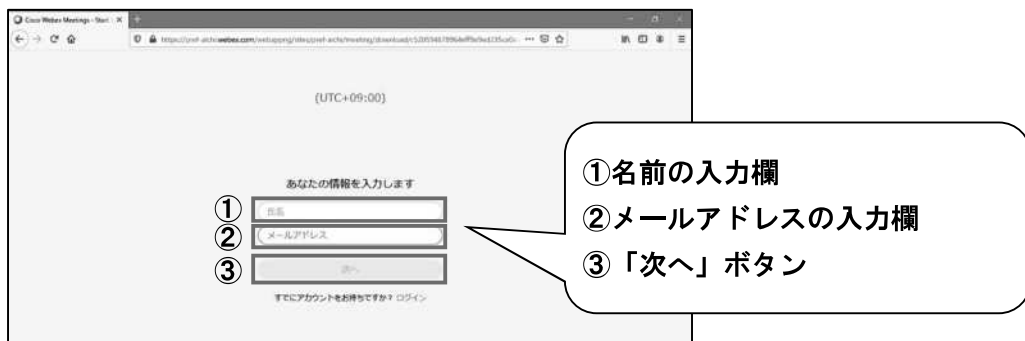 Cisco Webex Meetings - Start
(UTC+09:00)
あなたの情報を入力します
① 氏名
② メールアドレス
③ 次へ
すでにアカウントをお持ちですか? ログイン
①名前の入力欄
②メールアドレスの入力欄
③「次へ」ボタン